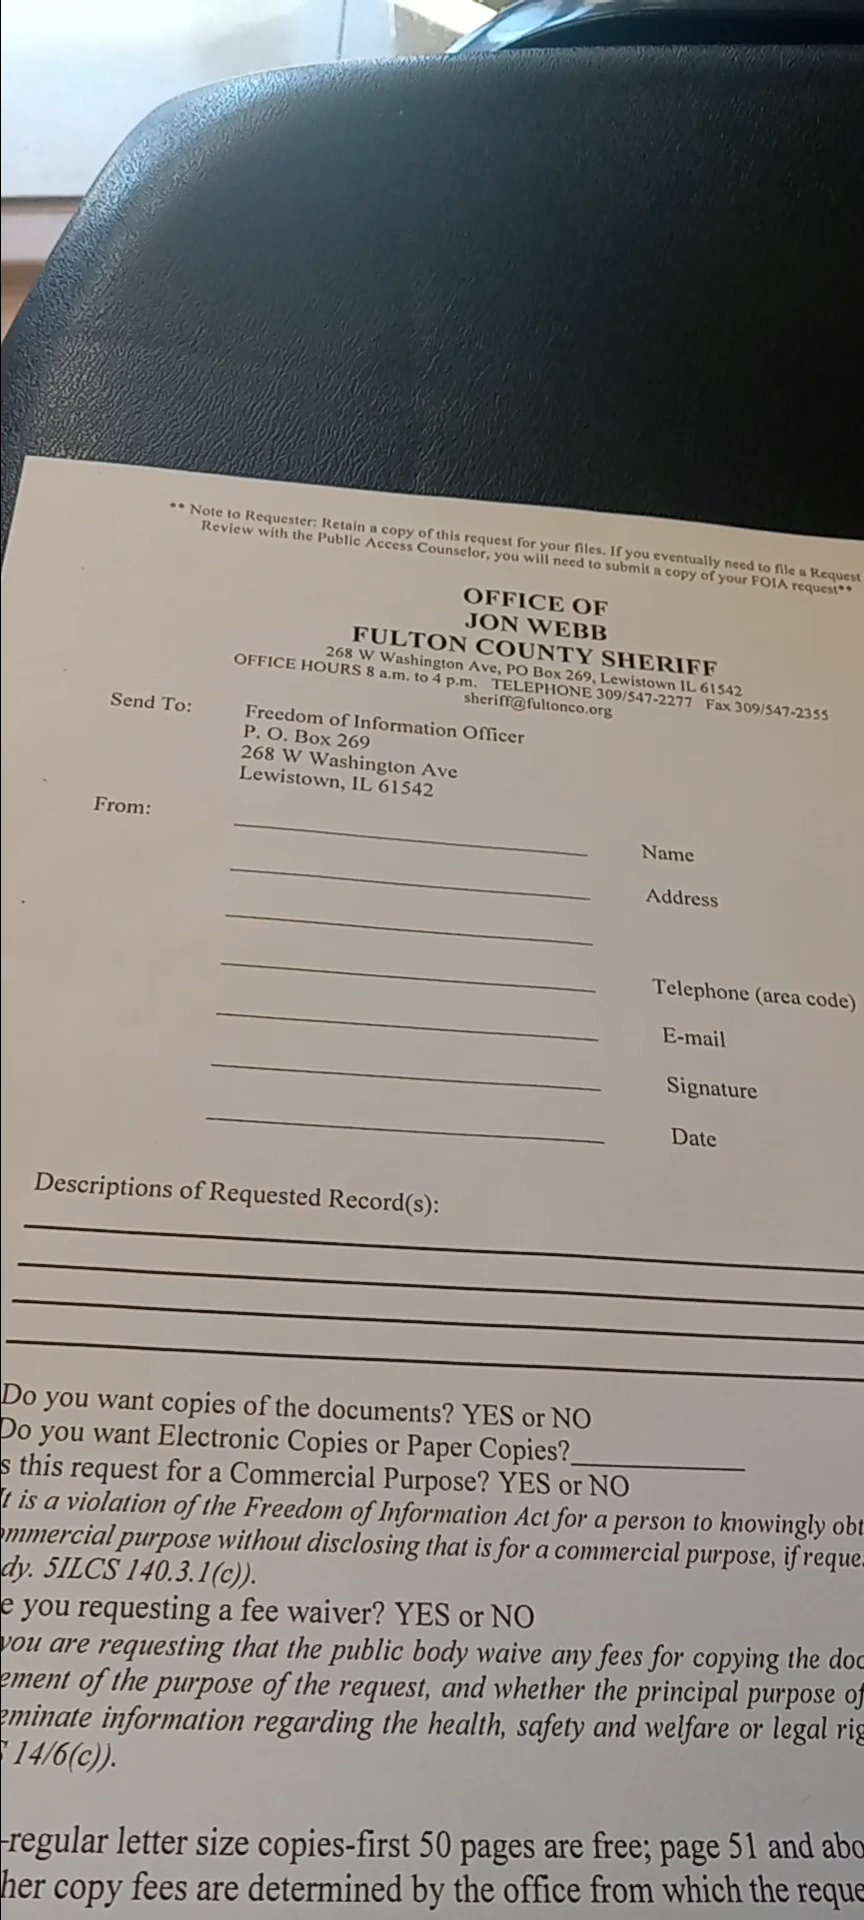 ** Note to Requester: Retain a copy of this request for your files. If you eventually need to file a Request
Review with the Public Access Counselor, you will need to submit a copy of your FOIA request**
OFFICE OF
JON WEBB
FULTON COUNTY SHERIFF
268 W Washington Ave, PO Box 269, Lewistown IL 61542
OFFICE HOURS 8 a.m. to 4 p.m. TELEPHONE 309/547-2277 Fax 309/547-2355
sheriff@fultonco.org
Send To: Freedom of Information Officer
P. O. Box 269
268 W Washington Ave
Lewistown, IL 61542
From:
Name
Address
Telephone (area code)
E-mail
Signature
Date
Descriptions of Requested Record(s):
Do you want copies of the documents? YES or NO
Do you want Electronic Copies or Paper Copies?
s this request for a Commercial Purpose? YES or NO
It is a violation of the Freedom of Information Act for a person to knowingly obt
ommercial purpose without disclosing that is for a commercial purpose, if reque
dy. 5ILCS 140.3.1(c)).
e you requesting a fee waiver? YES or NO
you are requesting that the public body waive any fees for copying the doc
ement of the purpose of the request, and whether the principal purpose of
eminate information regarding the health, safety and welfare or legal rig
14/6(c)).
-regular letter size copies-first 50 pages are free; page 51 and abo
her copy fees are determined by the office from which the reque